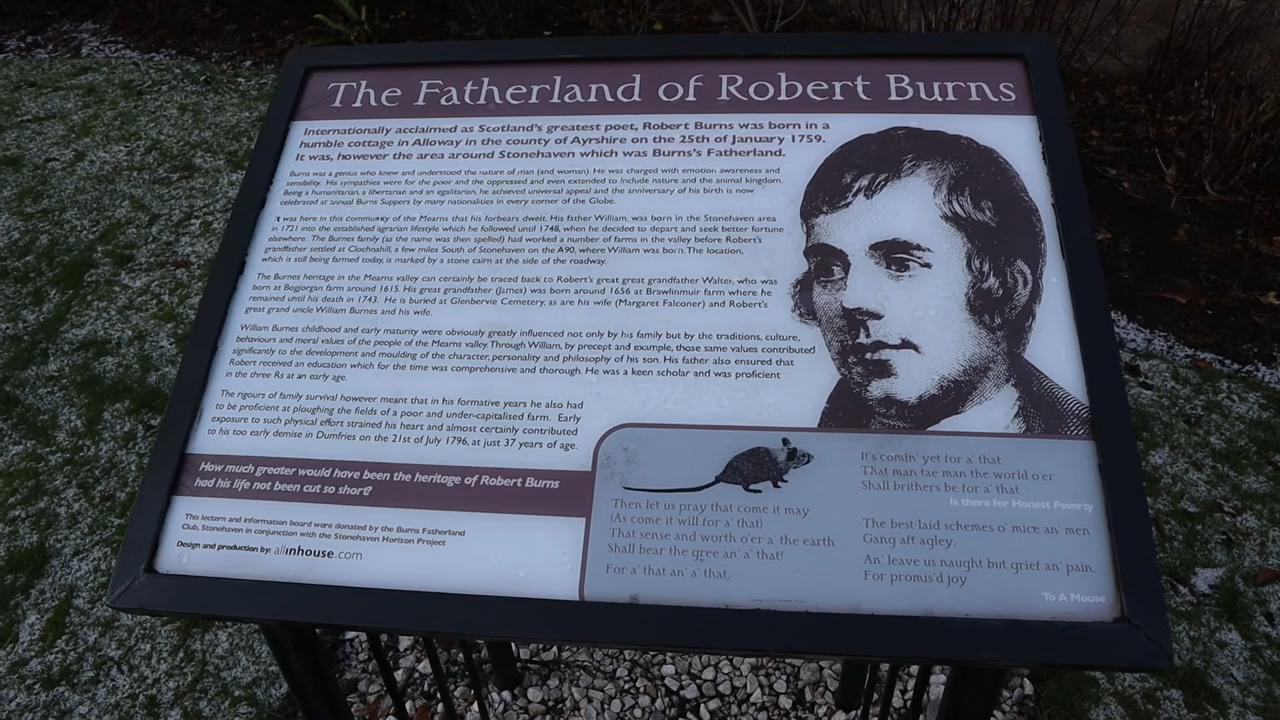 The Fatherland of Robert Burns
Internationally acclaimed as Scotland's greatest poet, Robert Burns was born in a
humble cottage in Alloway in the county of Ayrshire on the 25th of January 1759.
It was, however the area around Stonehaven which was Burns's Fatherland.
Burns was a genius who knew and understood the nature of man (and woman). He was charged with emotion awareness and
sensibility. His sympathies were for the poor and the oppressed and even extended to include nature and the animal kingdom.
Being a humanitarian, a libertarian and an egalitarian, he achieved universal appeal and the anniversary of his birth is now
celebrated at annual Burns Suppers by many nationalities in every corner of the Globe.
It was here in this community of the Mearns that his forbears dwelt. His father William, was born in the Stonehaven area
in 1721 into the established agrarian lifestyle which he followed until 1748, when he decided to depart and seek better fortune
elsewhere. The Burnes family (as the name was then spelled) had worked a number of farms in the valley before Robert's
grandfather settled at Clochnahill, a few miles South of Stonehaven on the A90, where William was born. The location,
which is still being farmed today, is marked by a stone cairn at the side of the roadway.
The Burnes heritage in the Mearns valley can certainly be traced back to Robert's great great grandfather Walter, who was
born at Bogjorgan farm around 1615. His great grandfather (James) was born around 1656 at Brawlinmuir farm where he
remained until his death in 1743. He is buried at Glenbervie Cemetery, as are his wife (Margaret Falconer) and Robert's
great grand uncle William Burnes and his wife.
William Burnes childhood and early maturity were obviously greatly influenced not only by his family but by the traditions, culture,
behaviours and moral values of the people of the Mearns valley. Through William, by precept and example, those same values contributed
significantly to the development and moulding of the character, personality and philosophy of his son. His father also ensured that
Robert received an education which for the time was comprehensive and thorough. He was a keen scholar and was proficient
in the three Rs at an early age.
The rigours of family survival however meant that in his formative years he also had
to be proficient at ploughing the fields of a poor and under-capitalised farm. Early
exposure to such physical effort strained his heart and almost certainly contributed
to his too early demise in Dumfries on the 21st of July 1796, at just 37 years of age.
How much greater would have been the heritage of Robert Burns
had his life not been cut so short?
This lectern and information board were donated by the Burns Fatherland
Club, Stonehaven in conjunction with the Stonehaven Horizon Project
Design and production by: allinhouse.com
Then let us pray that come it may
(As come it will for a' that)
That sense and worth o'er a' the earth
Shall bear the gree an' a' that!
For a' that an' a' that,
It's comin' yet for a' that,
That man tae man the world o'er
Shall brithers be for a' that
Is there for Honest Poverty
The best-laid schemes o' mice an' men
Gang aft agley,
An' leave us naught but grief an' pain,
For promis'd joy
To A Mouse